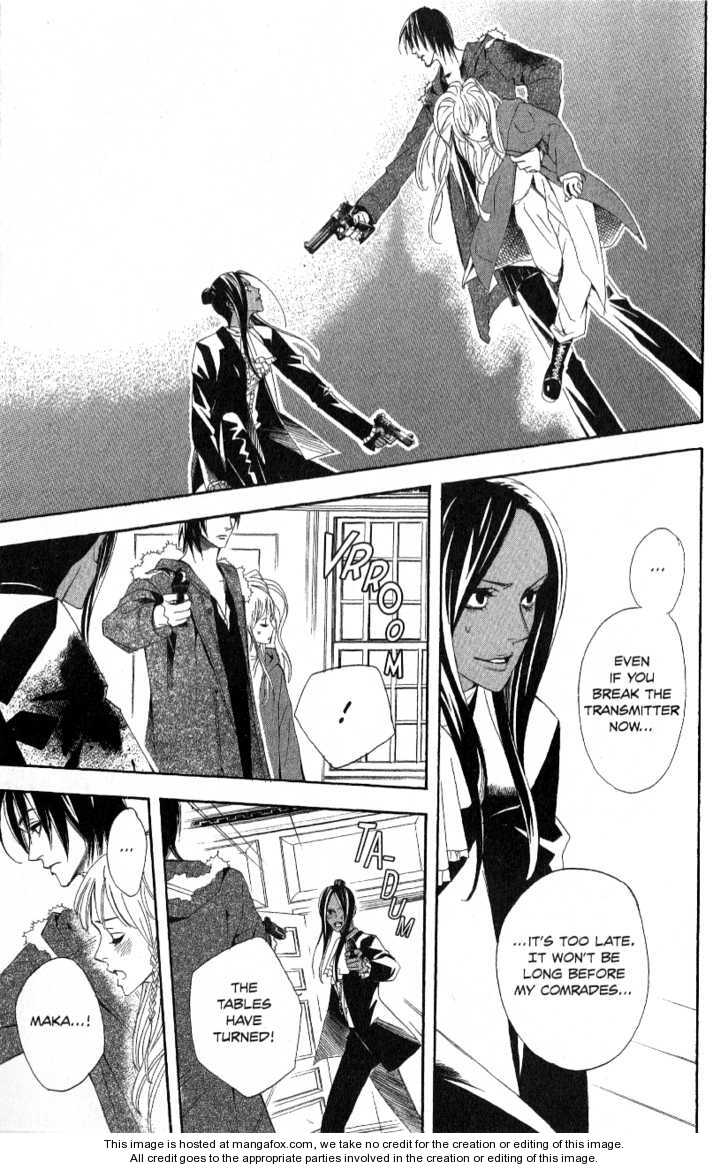 ...
EVEN
IF YOU
BREAK THE
TRANSMITTER
NOW...
...IT'S TOO LATE.
IT WON'T BE
LONG BEFORE
MY COMRADES...
VRROOM
!
TA-DUM
THE
TABLES
HAVE
TURNED!
...
MAKA...!
This image is hosted at mangafox.com, we take no credit for the creation or editing of this image.
All credit goes to the appropriate parties involved in the creation or editing of this image.